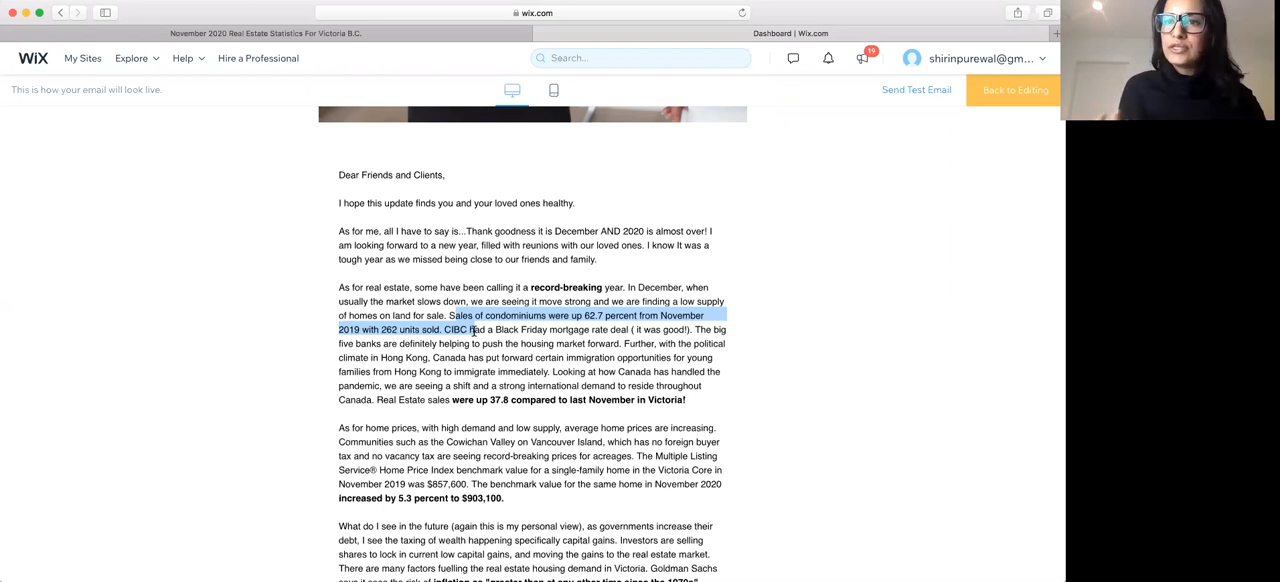 wix.com
November 2020 Real Estate Statistics For Victoria B.C.
Dashboard | Wix.com
WiX My Sites Explore Help Hire a Professional Search... 19 shirinpurewal@gm...
This is how your email will look live. Send Test Email Back to Editing
Dear Friends and Clients,
I hope this update finds you and your loved ones healthy.
As for me, all I have to say is...Thank goodness it is December AND 2020 is almost over! I
am looking forward to a new year, filled with reunions with our loved ones. I know It was a
tough year as we missed being close to our friends and family.
As for real estate, some have been calling it a record-breaking year. In December, when
usually the market slows down, we are seeing it move strong and we are finding a low supply
of homes on land for sale. Sales of condominiums were up 62.7 percent from November
2019 with 262 units sold. CIBC had a Black Friday mortgage rate deal ( it was good!). The big
five banks are definitely helping to push the housing market forward. Further, with the political
climate in Hong Kong, Canada has put forward certain immigration opportunities for young
families from Hong Kong to immigrate immediately. Looking at how Canada has handled the
pandemic, we are seeing a shift and a strong international demand to reside throughout
Canada. Real Estate sales were up 37.8 compared to last November in Victoria!
As for home prices, with high demand and low supply, average home prices are increasing.
Communities such as the Cowichan Valley on Vancouver Island, which has no foreign buyer
tax and no vacancy tax are seeing record-breaking prices for acreages. The Multiple Listing
Service® Home Price Index benchmark value for a single-family home in the Victoria Core in
November 2019 was $857,600. The benchmark value for the same home in November 2020
increased by 5.3 percent to $903,100.
What do I see in the future (again this is my personal view), as governments increase their
debt, I see the taxing of wealth happening specifically capital gains. Investors are selling
shares to lock in current low capital gains, and moving the gains to the real estate market.
There are many factors fuelling the real estate housing demand in Victoria. Goldman Sachs
says it sees the risk of inflation as "greater than at any other time since the 1970s"